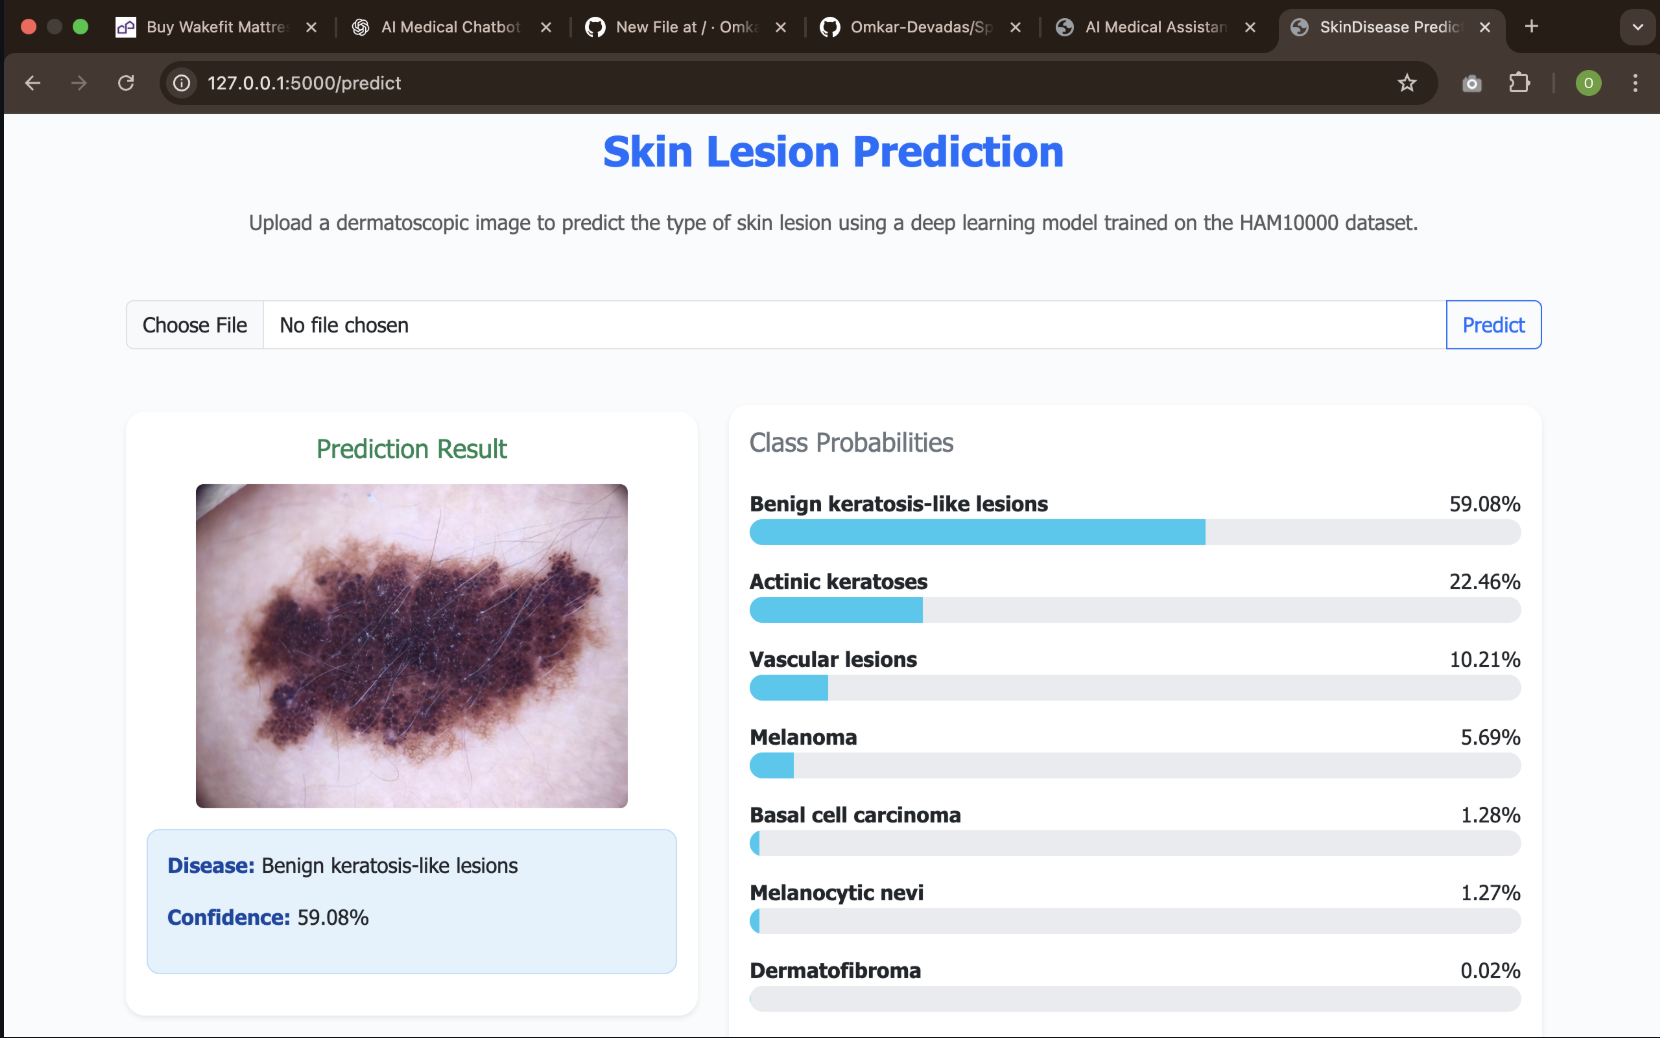 Buy Wakefit Mattres
AI Medical Chatbot
New File at / · Omka
Omkar-Devadas/Sp
AI Medical Assistan
SkinDisease Predict
127.0.0.1:5000/predict
O
Skin Lesion Prediction
Upload a dermatoscopic image to predict the type of skin lesion using a deep learning model trained on the HAM10000 dataset.
Choose File No file chosen Predict
Prediction Result
Disease: Benign keratosis-like lesions
Confidence: 59.08%
Class Probabilities
Benign keratosis-like lesions 59.08%
Actinic keratoses 22.46%
Vascular lesions 10.21%
Melanoma 5.69%
Basal cell carcinoma 1.28%
Melanocytic nevi 1.27%
Dermatofibroma 0.02%